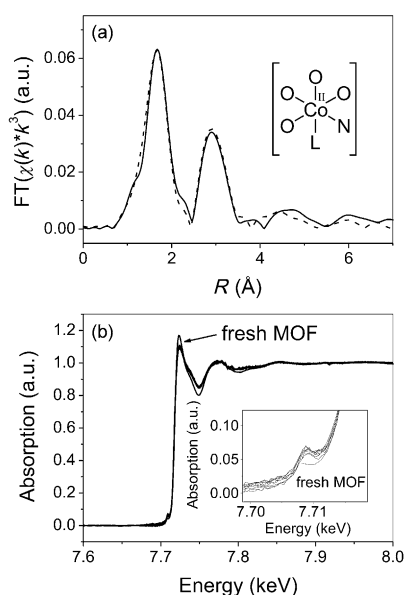 (a)
FT(χ(k)*k³) (a.u.)
0.06
0.04
0.02
0.00
O
O
II
O
Co
O
N
L
0
2
4
6
R (Å)
(b)
fresh MOF
Absorption (a.u.)
1.2
1.0
0.8
0.6
0.4
0.2
0.0
Absorption (a.u.)
0.10
0.05
0.00
fresh MOF
7.70
7.71
Energy (keV)
7.6
7.7
7.8
7.9
8.0
Energy (keV)